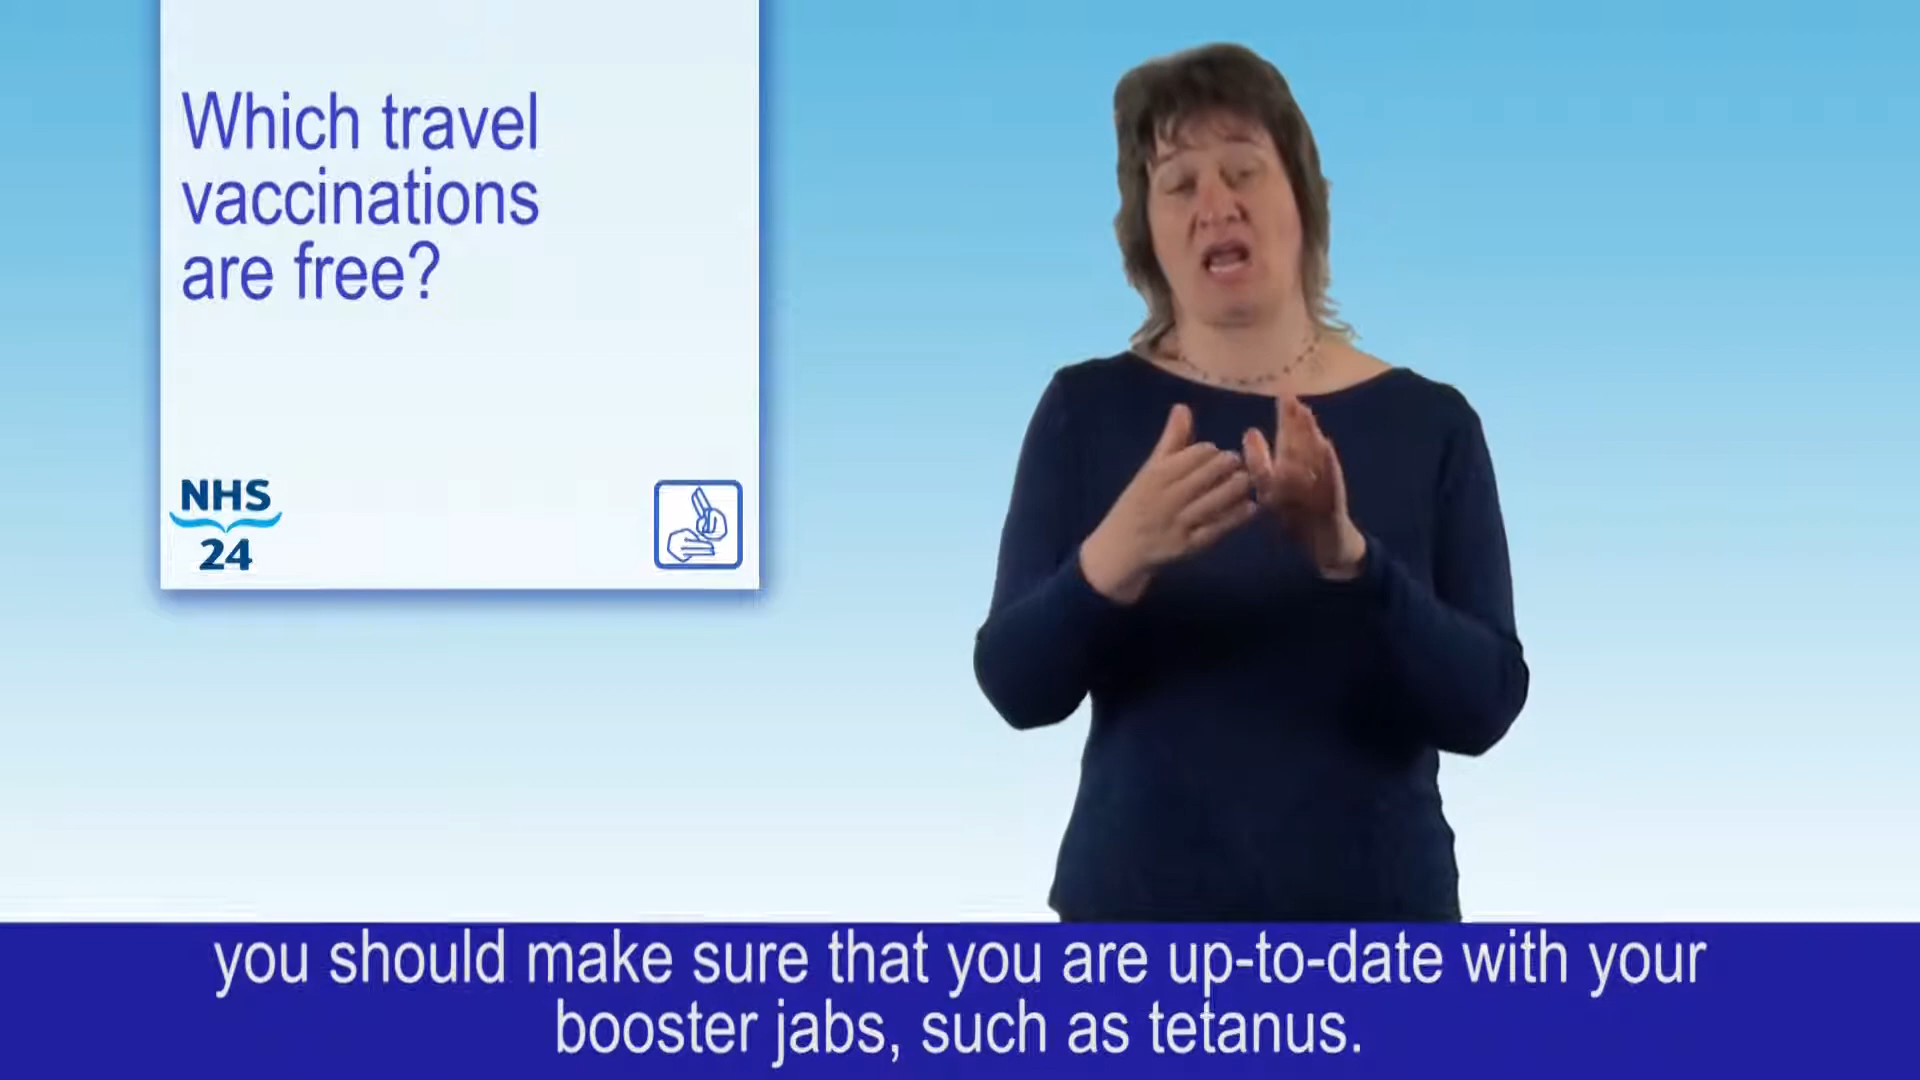 Which travel
vaccinations
are free?
NHS
24
you should make sure that you are up-to-date with your
booster jabs, such as tetanus.